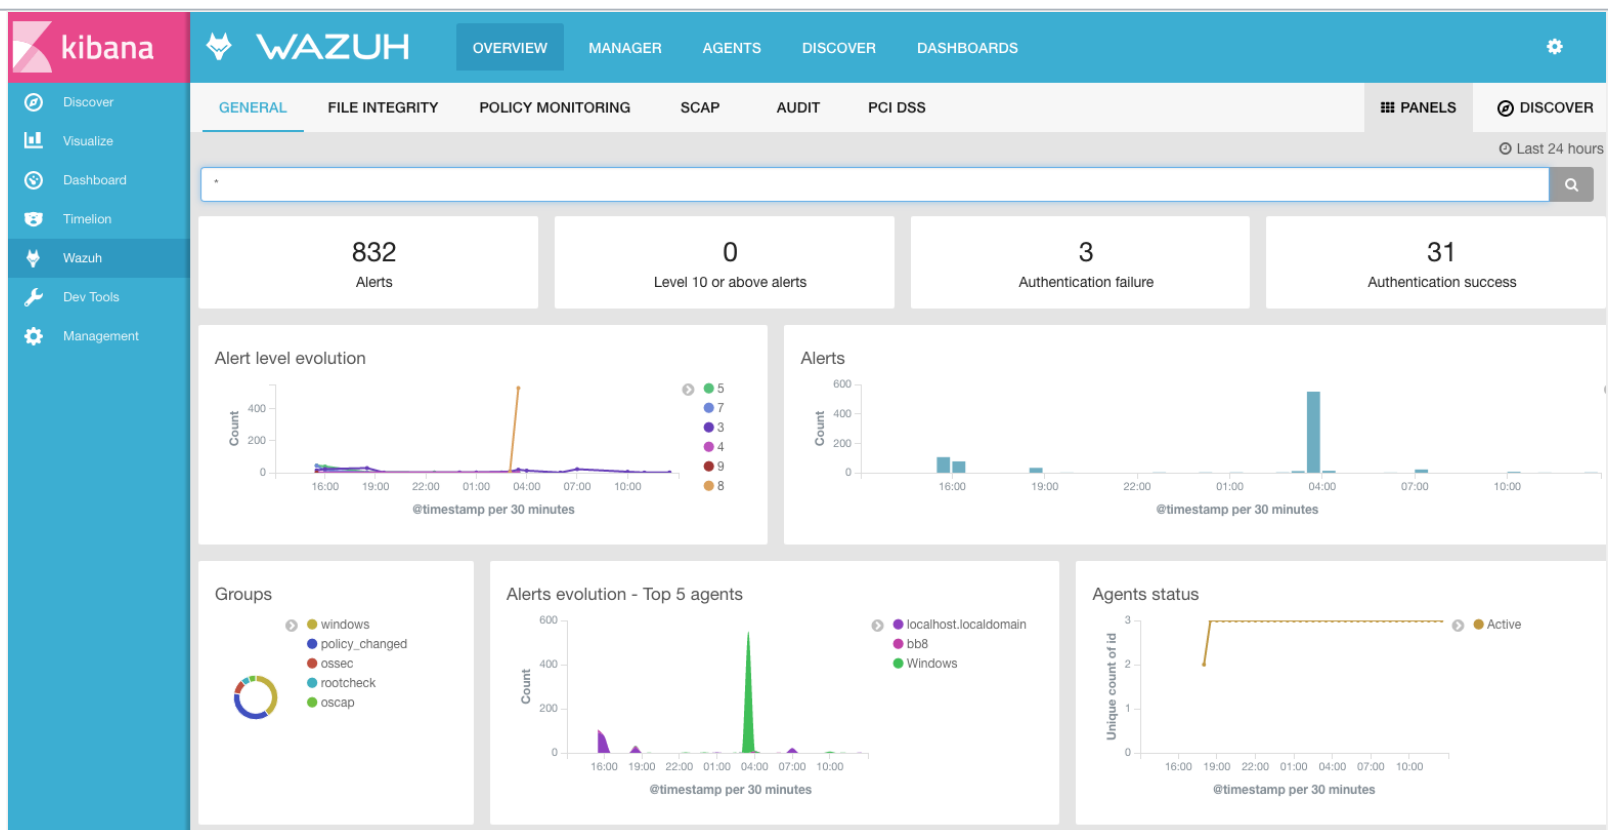 kibana
WAZUH
OVERVIEW
MANAGER
AGENTS
DISCOVER
DASHBOARDS
Discover
Visualize
Dashboard
Timelion
Wazuh
Dev Tools
Management
GENERAL
FILE INTEGRITY
POLICY MONITORING
SCAP
AUDIT
PCI DSS
PANELS
DISCOVER
Last 24 hours
*
832
Alerts
0
Level 10 or above alerts
3
Authentication failure
31
Authentication success
Alert level evolution
Count
400
200
0
16:00 19:00 22:00 01:00 04:00 07:00 10:00
@timestamp per 30 minutes
5
7
3
4
9
8
Alerts
Count
600
400
200
0
16:00 19:00 22:00 01:00 04:00 07:00 10:00
@timestamp per 30 minutes
Groups
windows
policy_changed
ossec
rootcheck
oscap
Alerts evolution - Top 5 agents
Count
600
400
200
0
16:00 19:00 22:00 01:00 04:00 07:00 10:00
@timestamp per 30 minutes
localhost.localdomain
bb8
Windows
Agents status
Unique count of id
3
2
1
0
16:00 19:00 22:00 01:00 04:00 07:00 10:00
@timestamp per 30 minutes
Active